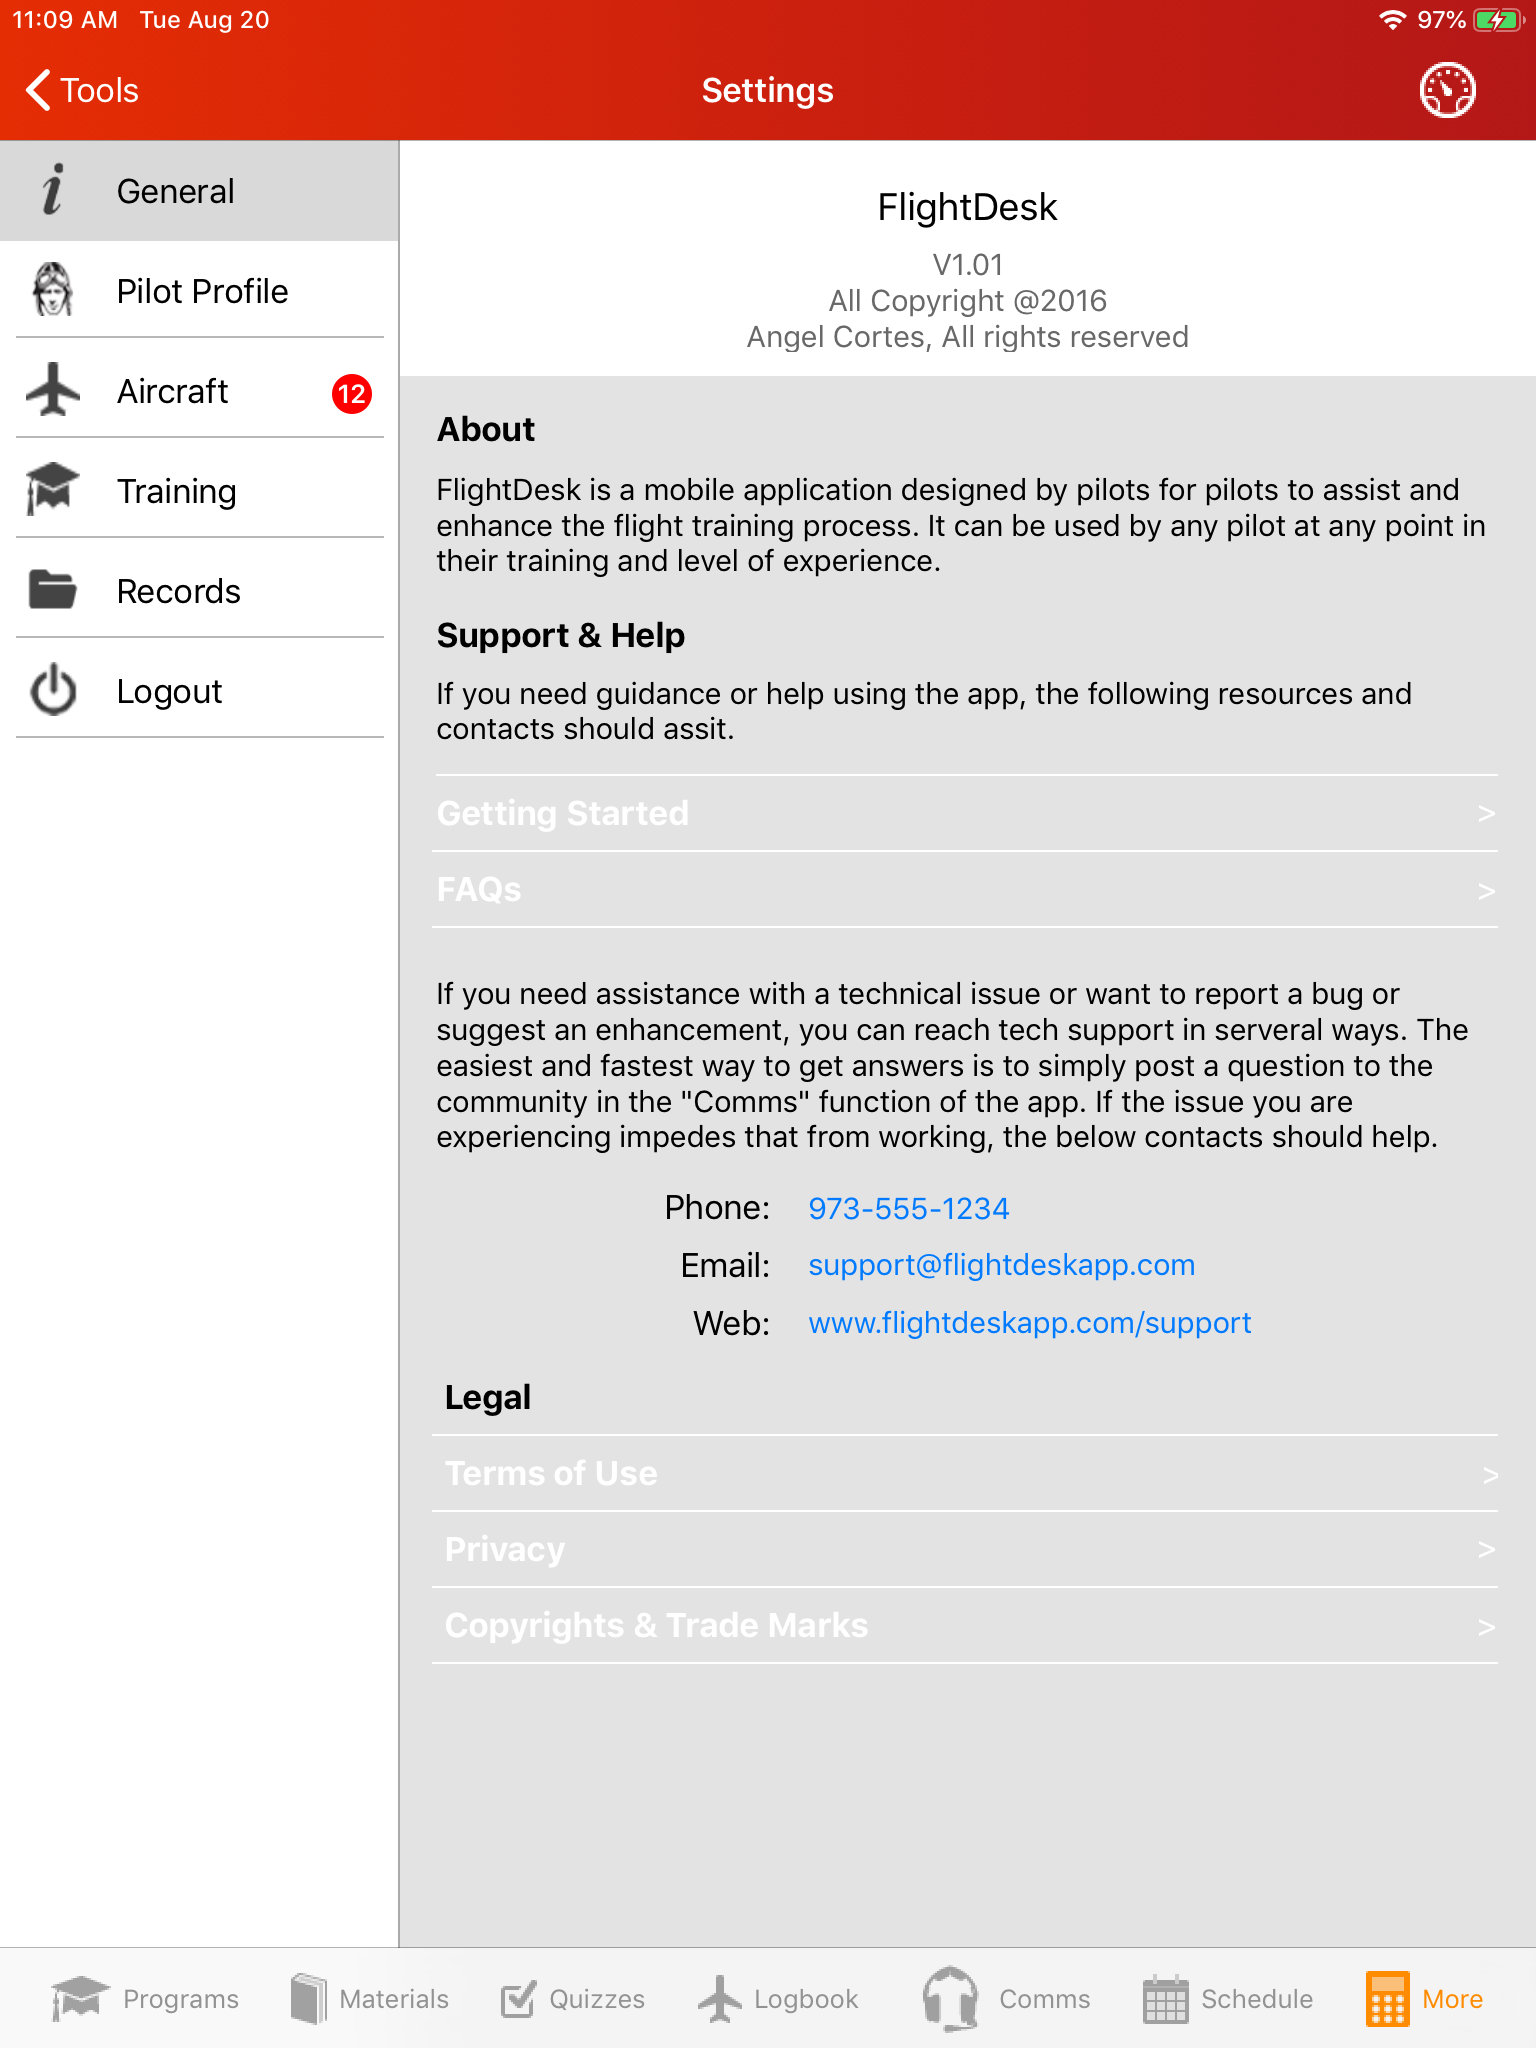 11:09 AM Tue Aug 20
97%
Tools
Settings
General
Pilot Profile
Aircraft
12
Training
Records
Logout
FlightDesk
V1.01
All Copyright @2016
Angel Cortes, All rights reserved
About
FlightDesk is a mobile application designed by pilots for pilots to assist and
enhance the flight training process. It can be used by any pilot at any point in
their training and level of experience.
Support & Help
If you need guidance or help using the app, the following resources and
contacts should assit.
Getting Started >
FAQs >
If you need assistance with a technical issue or want to report a bug or
suggest an enhancement, you can reach tech support in serveral ways. The
easiest and fastest way to get answers is to simply post a question to the
community in the "Comms" function of the app. If the issue you are
experiencing impedes that from working, the below contacts should help.
Phone: 973-555-1234
Email: support@flightdeskapp.com
Web: www.flightdeskapp.com/support
Legal
Terms of Use >
Privacy >
Copyrights & Trade Marks >
Programs
Materials
Quizzes
Logbook
Comms
Schedule
More